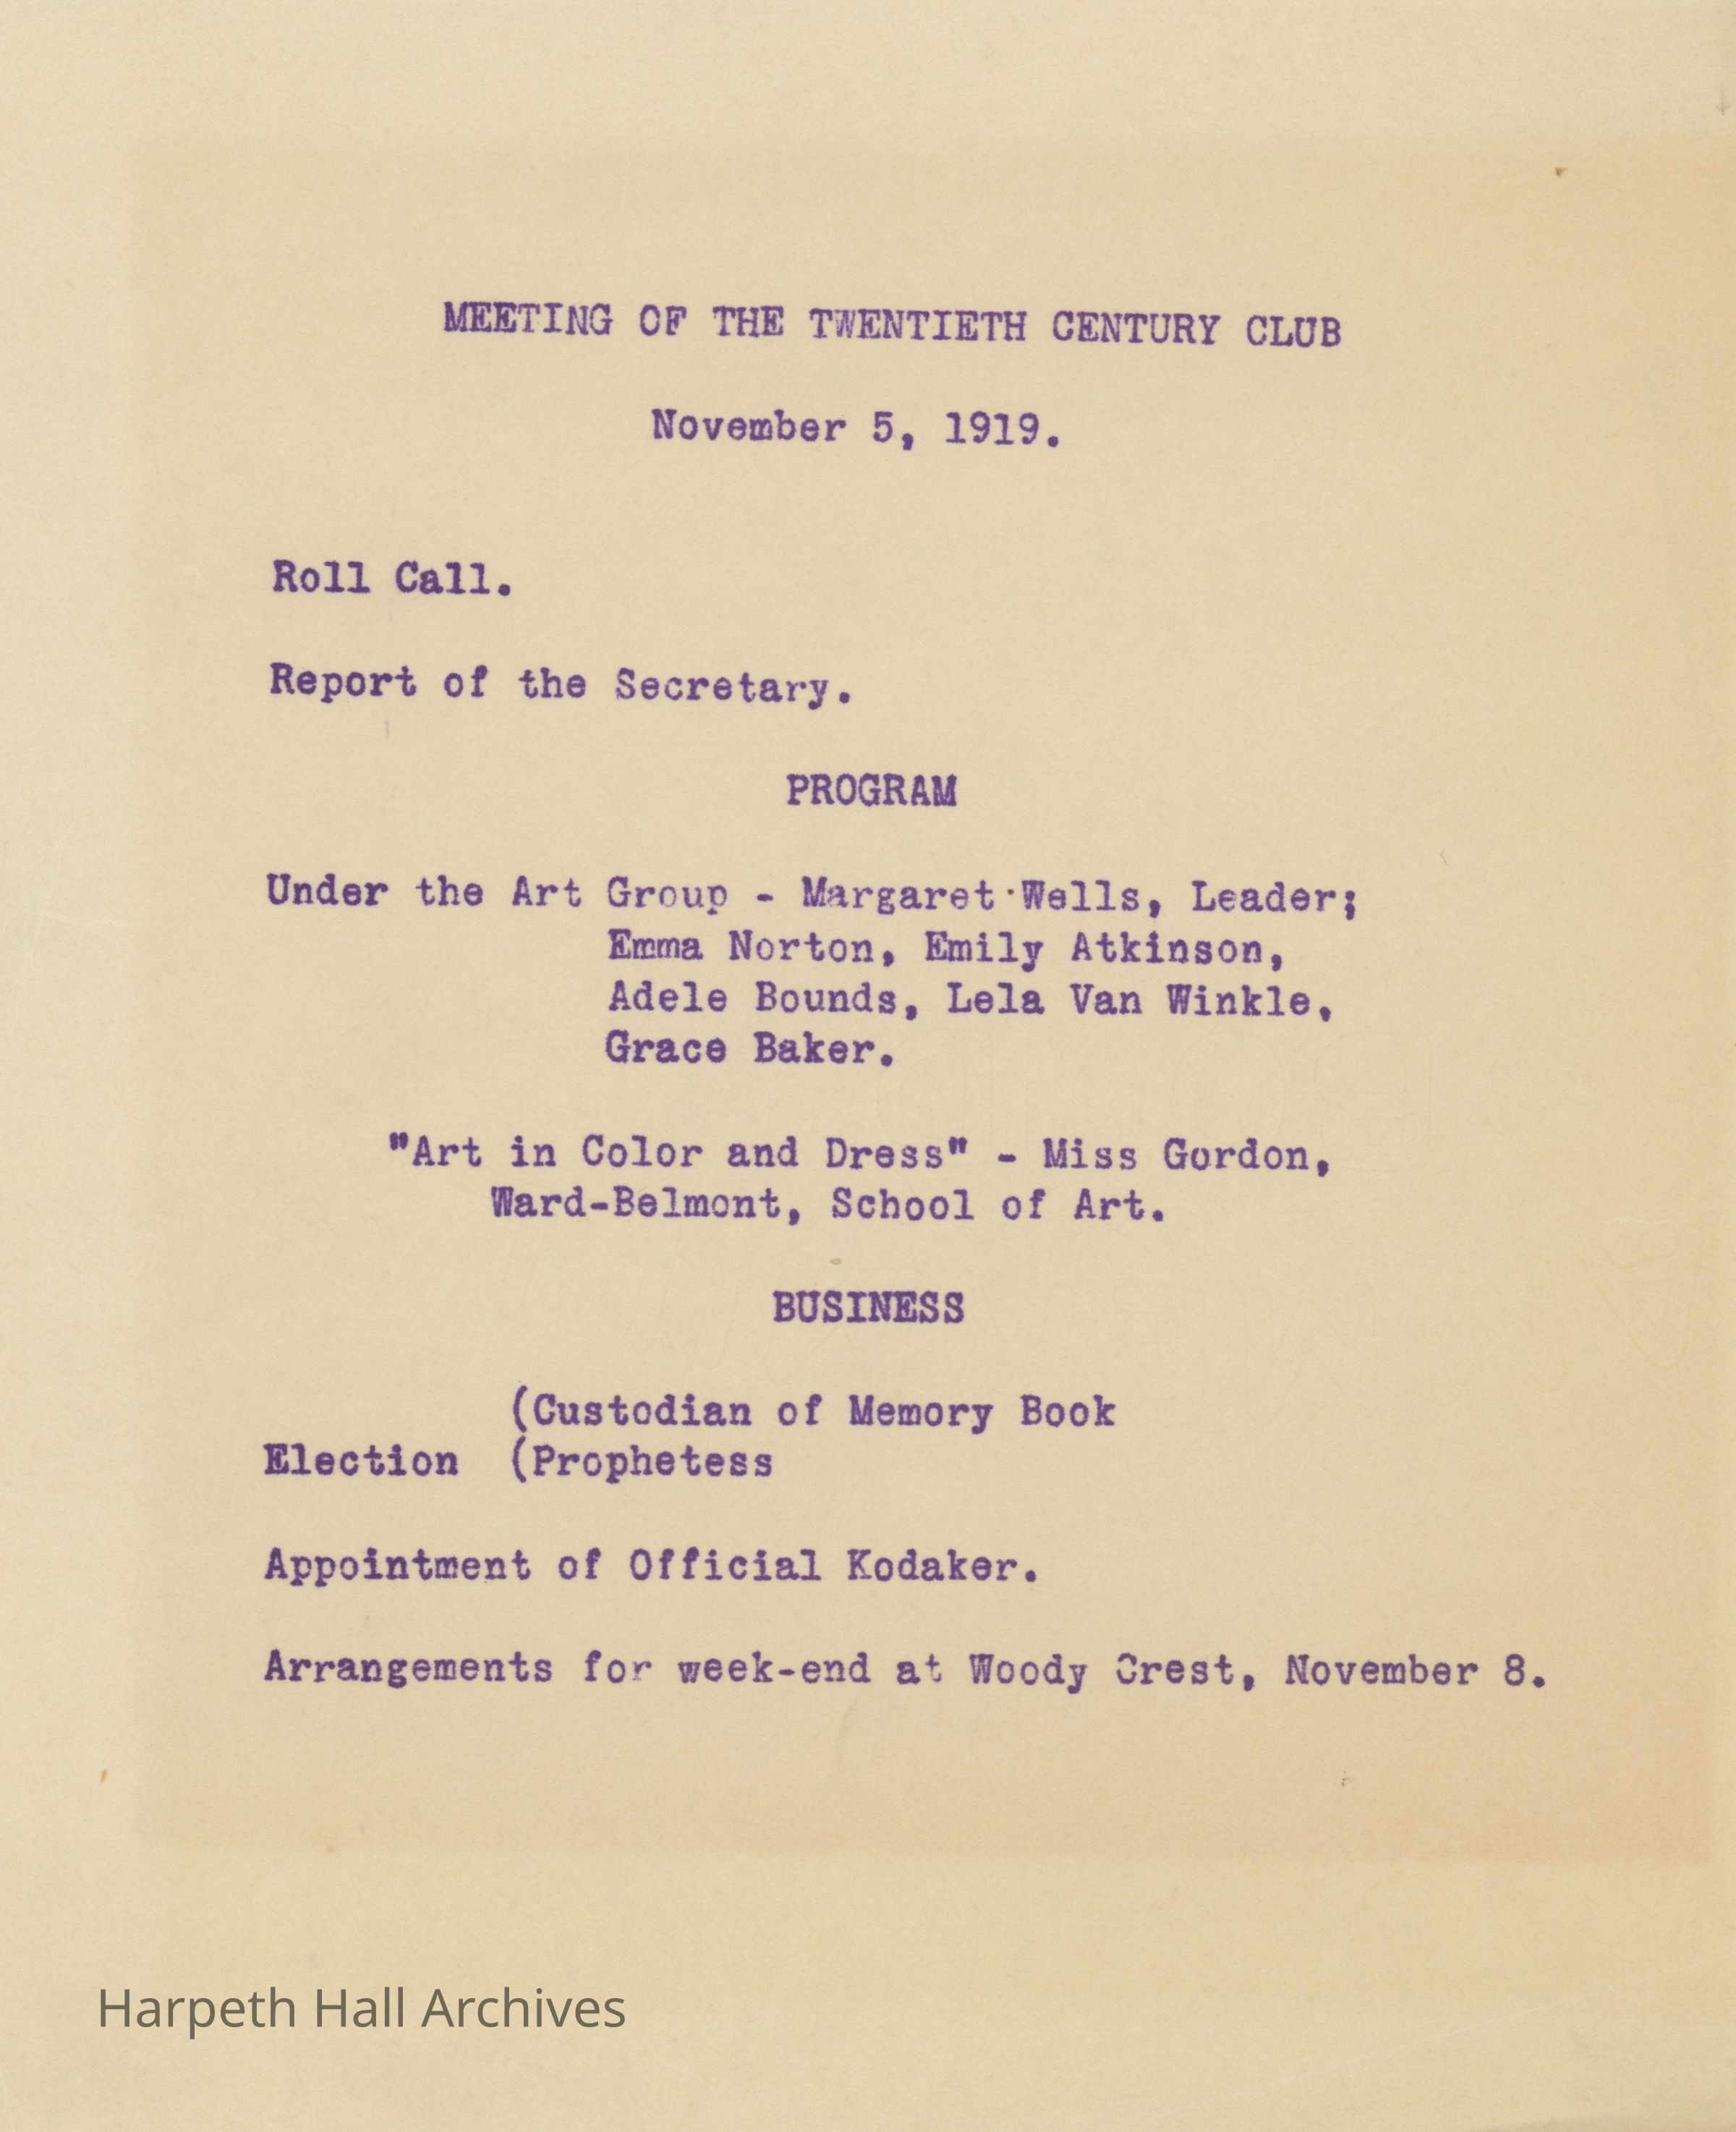 MEETING OF THE TWENTIETH CENTURY CLUB
November 5, 1919.
Roll Call.
Report of the Secretary.
PROGRAM
Under the Art Group - Margaret Wells, Leader;
Emma Norton, Emily Atkinson,
Adele Bounds, Lela Van Winkle,
Grace Baker.
"Art in Color and Dress" - Miss Gordon,
Ward-Belmont, School of Art.
BUSINESS
(Custodian of Memory Book
Election (Prophetess
Appointment of Official Kodaker.
Arrangements for week-end at Woody Crest, November 8.
Harpeth Hall Archives